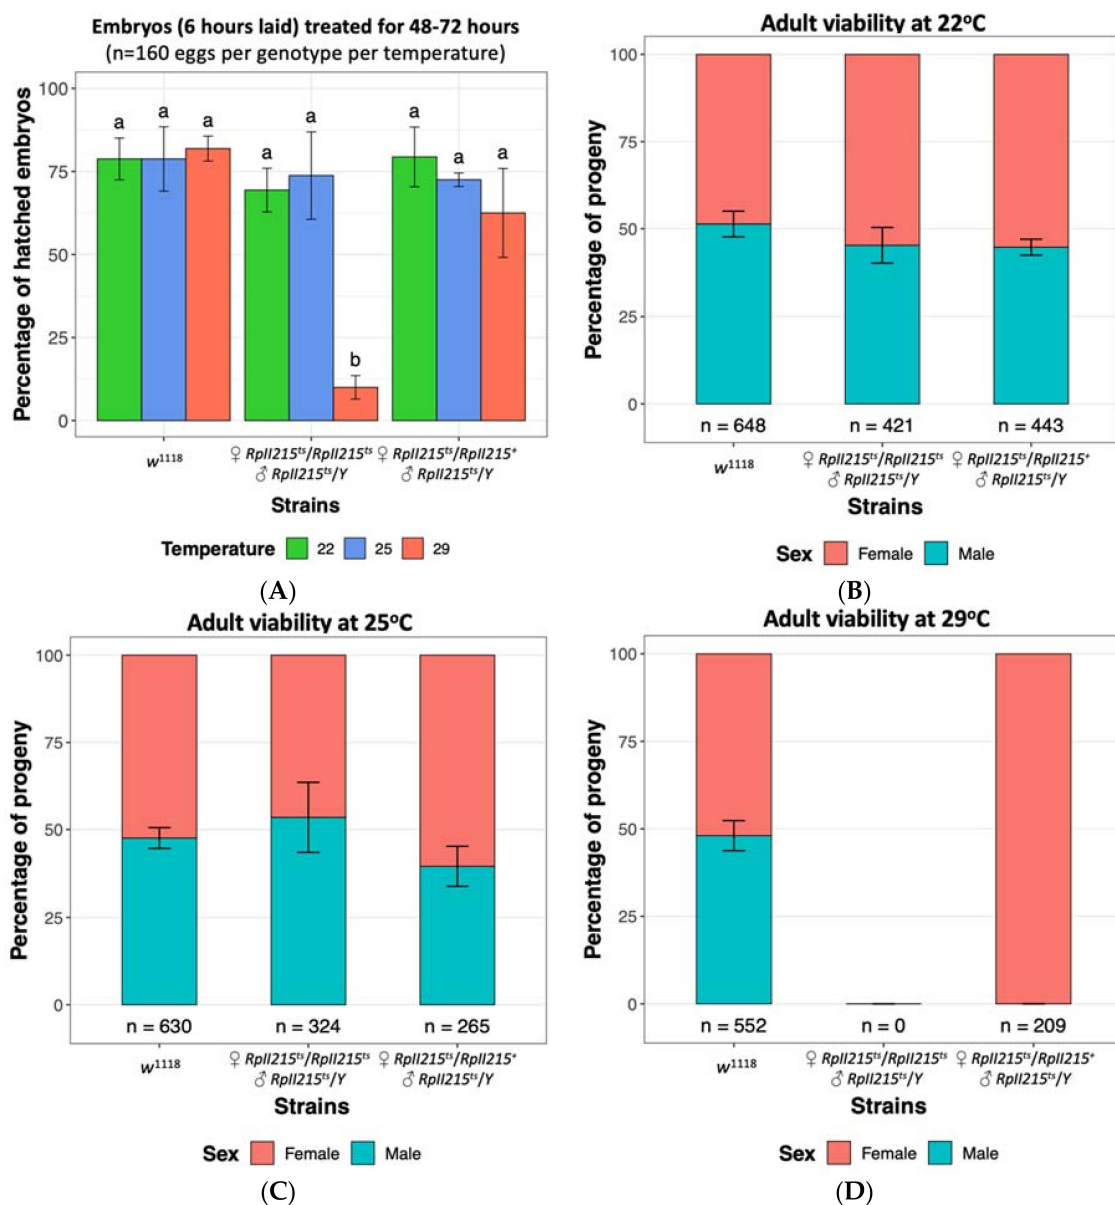 Embryos (6 hours laid) treated for 48-72 hours
(n=160 eggs per genotype per temperature)
Percentage of hatched embryos
100
75
50
25
0
a a a a a b a a a
w¹¹¹⁸
♀ RpII215ᵗˢ/RpII215ᵗˢ
♂ RpII215ᵗˢ/Y
♀ RpII215ᵗˢ/RpII215⁺
♂ RpII215ᵗˢ/Y
Strains
Temperature 22 25 29
(A)
Adult viability at 22°C
Percentage of progeny
100
75
50
25
0
n = 648 n = 421 n = 443
w¹¹¹⁸
♀ RpII215ᵗˢ/RpII215ᵗˢ
♂ RpII215ᵗˢ/Y
♀ RpII215ᵗˢ/RpII215⁺
♂ RpII215ᵗˢ/Y
Strains
Sex Female Male
(B)
Adult viability at 25°C
Percentage of progeny
100
75
50
25
0
n = 630 n = 324 n = 265
w¹¹¹⁸
♀ RpII215ᵗˢ/RpII215ᵗˢ
♂ RpII215ᵗˢ/Y
♀ RpII215ᵗˢ/RpII215⁺
♂ RpII215ᵗˢ/Y
Strains
Sex Female Male
(C)
Adult viability at 29°C
Percentage of progeny
100
75
50
25
0
n = 552 n = 0 n = 209
w¹¹¹⁸
♀ RpII215ᵗˢ/RpII215ᵗˢ
♂ RpII215ᵗˢ/Y
♀ RpII215ᵗˢ/RpII215⁺
♂ RpII215ᵗˢ/Y
Strains
Sex Female Male
(D)